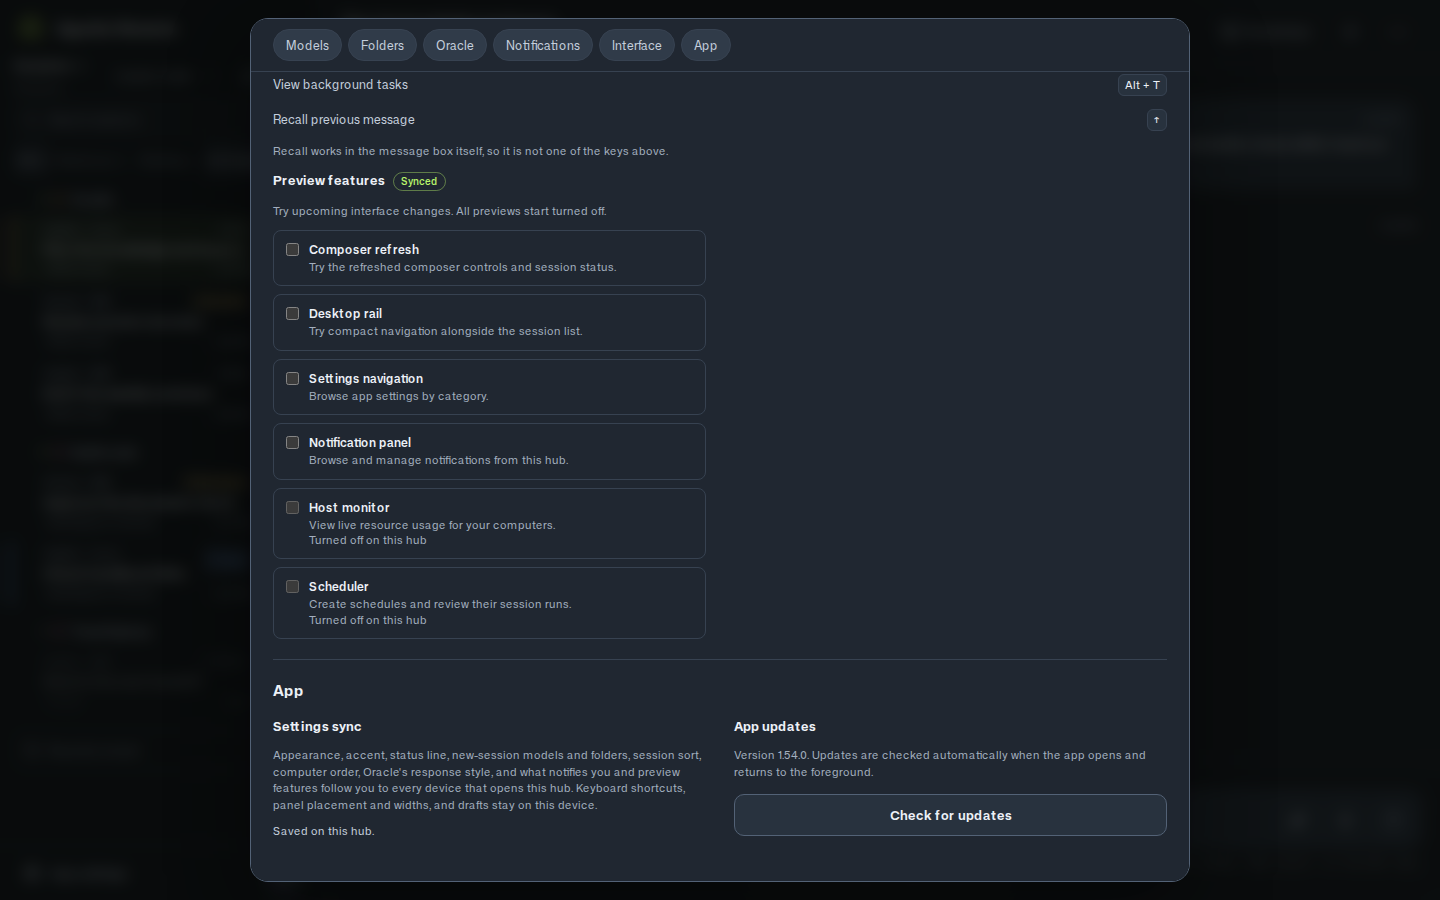 Models Folders Oracle Notifications Interface App
View background tasks Alt + T
Recall previous message ↑
Recall works in the message box itself, so it is not one of the keys above.
Preview features Synced
Try upcoming interface changes. All previews start turned off.
Composer refresh
Try the refreshed composer controls and session status.
Desktop rail
Try compact navigation alongside the session list.
Settings navigation
Browse app settings by category.
Notification panel
Browse and manage notifications from this hub.
Host monitor
View live resource usage for your computers.
Turned off on this hub
Scheduler
Create schedules and review their session runs.
Turned off on this hub
App
Settings sync
Appearance, accent, status line, new-session models and folders, session sort,
computer order, Oracle's response style, and what notifies you and preview
features follow you to every device that opens this hub. Keyboard shortcuts,
panel placement and widths, and drafts stay on this device.
Saved on this hub.
App updates
Version 1.54.0. Updates are checked automatically when the app opens and
returns to the foreground.
Check for updates